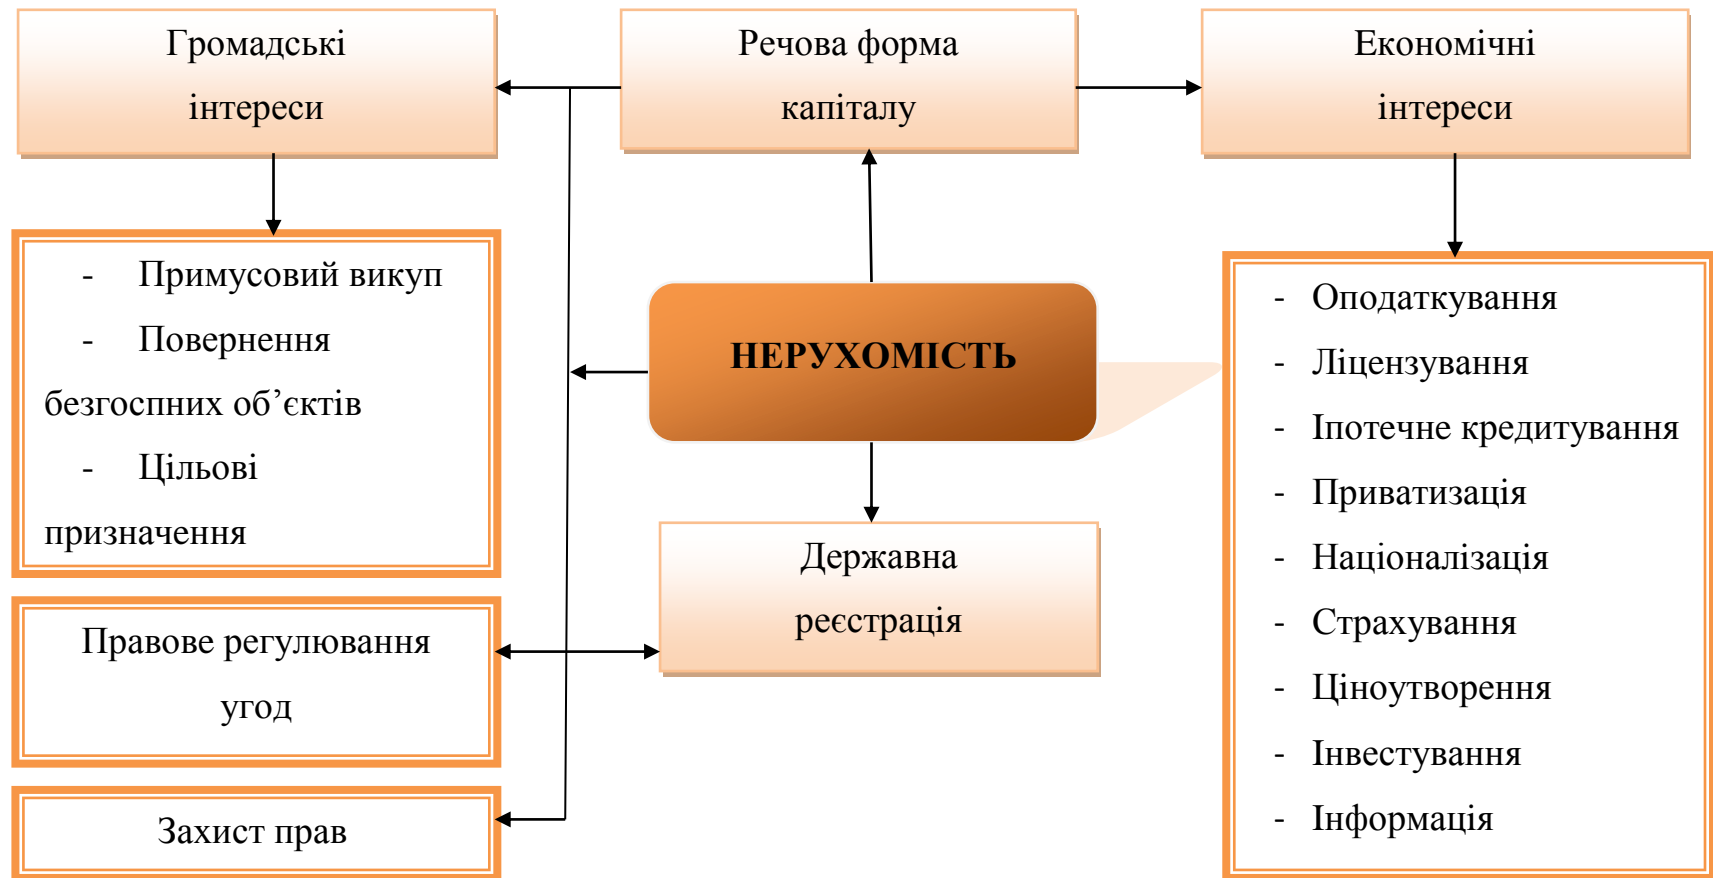 Громадські
інтереси
Речова форма
капіталу
Економічні
інтереси
- Примусовий викуп
- Повернення
безгоспних об’єктів
- Цільові
призначення
НЕРУХОМІСТЬ
- Оподаткування
- Ліцензування
- Іпотечне кредитування
- Приватизація
- Націоналізація
- Страхування
- Ціноутворення
- Інвестування
- Інформація
Державна
реєстрація
Правове регулювання
угод
Захист прав